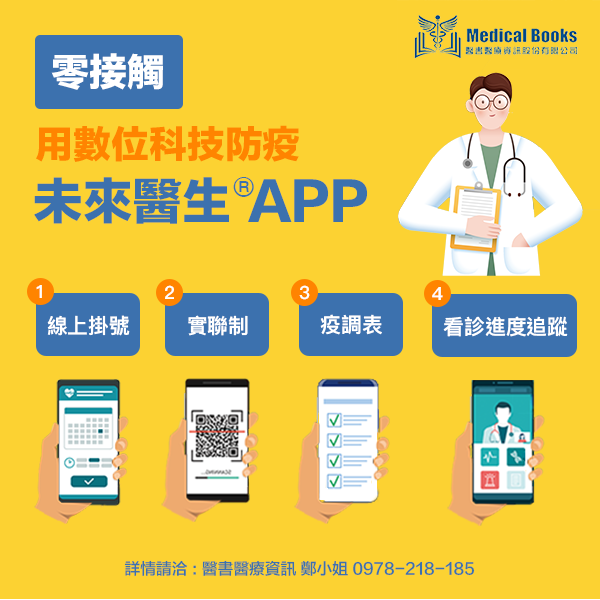 Medical Books
醫書醫療資訊股份有限公司
零接觸
用數位科技防疫
未來醫生®APP
1
線上掛號
2
實聯制
3
疫調表
4
看診進度追蹤
SCANNING...
詳情請洽：醫書醫療資訊 鄭小姐 0978-218-185